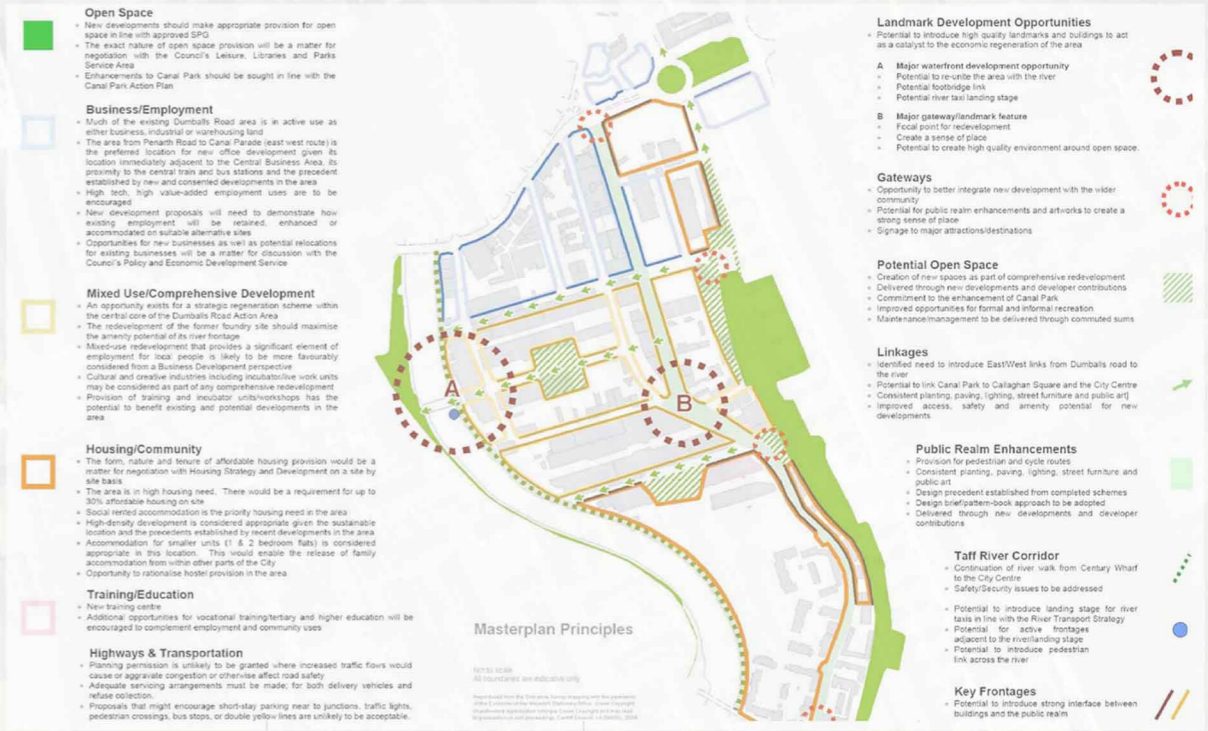 Open Space
New developments should make appropriate provision for open
space in line with approved SPG
The exact nature of open space provision will be a matter for
negotiation with the Council's Leisure, Libraries and Parks
Service Area
Enhancements to Canal Park should be sought in line with the
Canal Park Action Plan
Business/Employment
Much of the existing Dumballs Road area is in active use as
either business, industrial or warehousing land
The area from Penarth Road to Canal Parade (east west route) is
the preferred location for new office development given its
location immediately adjacent to the Central Business Area, its
proximity to the central train and bus stations and the precedent
established by new and consented developments in the area
High tech, high value-added employment uses are to be
encouraged
New development proposals will need to demonstrate how
existing employment will be retained, enhanced or
accommodated on suitable alternative sites
Opportunities for new businesses as well as potential relocations
for existing businesses will be a matter for discussion with the
Council's Policy and Economic Development Service
Mixed Use/Comprehensive Development
An opportunity exists for a strategic regeneration scheme within
the central core of the Dumballs Road Action Area
The redevelopment of the former foundry site should maximise
the amenity potential of its river frontage
Mixed-use redevelopment that provides a significant element of
employment for local people is likely to be more favourably
considered from a Business Development perspective
Cultural and creative industries including incubator/live work units
may be considered as part of any comprehensive redevelopment
Provision of training and incubator units/workshops has the
potential to benefit existing and potential developments in the
area
Housing/Community
The form, nature and tenure of affordable housing provision would be a
matter for negotiation with Housing Strategy and Development on a site by
site basis
The area is in high housing need. There would be a requirement for up to
30% affordable housing on site
Social rented accommodation is the priority housing need in the area
High-density development is considered appropriate given the sustainable
location and the precedents established by recent developments in the area
Accommodation for smaller units (1 & 2 bedroom flats) is considered
appropriate in this location. This would enable the release of family
accommodation from within other parts of the City
Opportunity to rationalise hostel provision in the area
Training/Education
New training centre
Additional opportunities for vocational training/tertiary and higher education will be
encouraged to complement employment and community uses
Highways & Transportation
Planning permission is unlikely to be granted where increased traffic flows would
cause or aggravate congestion or otherwise affect road safety
Adequate servicing arrangements must be made; for both delivery vehicles and
refuse collection.
Proposals that might encourage short-stay parking near to junctions, traffic lights,
pedestrian crossings, bus stops, or double yellow lines are unlikely to be acceptable.
A
B
Masterplan Principles
Not to scale
All boundaries are indicative only
Landmark Development Opportunities
Potential to introduce high quality landmarks and buildings to act
as a catalyst to the economic regeneration of the area
A Major waterfront development opportunity
Potential to re-unite the area with the river
Potential footbridge link
Potential river taxi landing stage
B Major gateway/landmark feature
Focal point for redevelopment
Create a sense of place
Potential to create high quality environment around open space.
Gateways
Opportunity to better integrate new development with the wider
community
Potential for public realm enhancements and artworks to create a
strong sense of place
Signage to major attractions/destinations
Potential Open Space
Creation of new spaces as part of comprehensive redevelopment
Delivered through new developments and developer contributions
Commitment to the enhancement of Canal Park
Improved opportunities for formal and informal recreation
Maintenance/management to be delivered through commuted sums
Linkages
Identified need to introduce East/West links from Dumballs road to
the river
Potential to link Canal Park to Callaghan Square and the City Centre
Consistent planting, paving, lighting, street furniture and public art]
Improved access, safety and amenity potential for new
developments
Public Realm Enhancements
Provision for pedestrian and cycle routes
Consistent planting, paving, lighting, street furniture and
public art
Design precedent established from completed schemes
Design brief/pattern-book approach to be adopted
Delivered through new developments and developer
contributions
Taff River Corridor
Continuation of river walk from Century Wharf
to the City Centre
Safety/Security issues to be addressed
Potential to introduce landing stage for river
taxis in line with the River Transport Strategy
Potential for active frontages
adjacent to the river/landing stage
Potential to introduce pedestrian
link across the river
Key Frontages
Potential to introduce strong interface between
buildings and the public realm